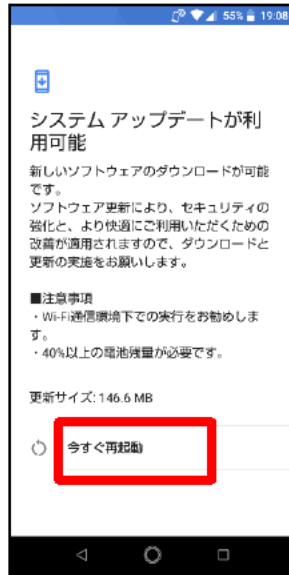 55% 19:08
システム アップデートが利
用可能
新しいソフトウェアのダウンロードが可能
です。
ソフトウェア更新により、セキュリティの
強化と、より快適にご利用いただくための
改善が適用されますので、ダウンロードと
更新の実施をお願いします。
■注意事項
・Wi-Fi通信環境下での実行をお勧めしま
す。
・40%以上の電池残量が必要です。
更新サイズ: 146.6 MB
今すぐ再起動